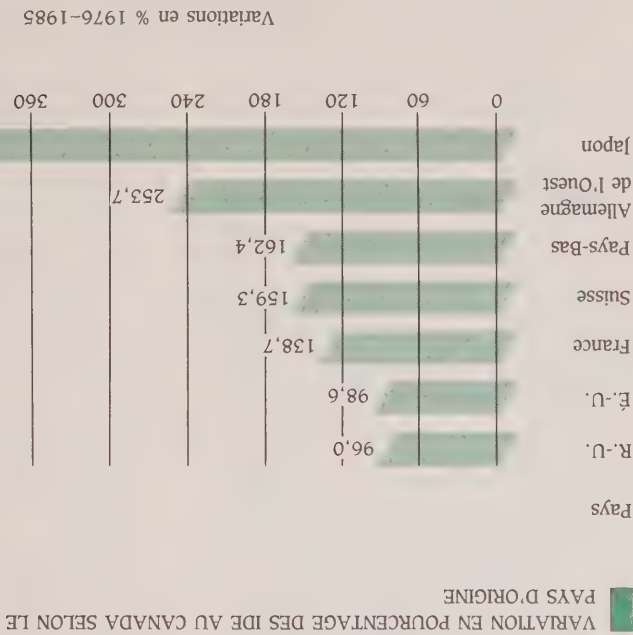 VARIATION EN POURCENTAGE DES IDE AU CANADA SELON LE
PAYS D'ORIGINE
Pays
R.-U. 96,0
É.-U. 98,6
France 138,7
Suisse 159,3
Pays-Bas 162,4
Allemagne
de l'Ouest 253,7
Japon
0 60 120 180 240 300 360
Variations en % 1976-1985